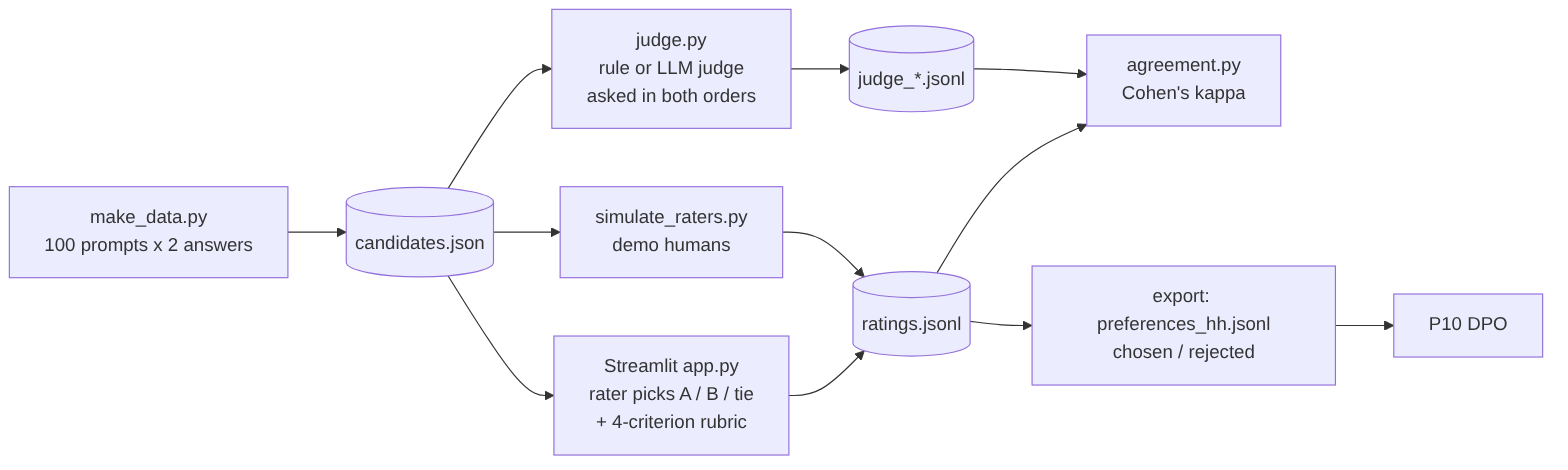 make_data.py
100 prompts x 2 answers
candidates.json
judge.py
rule or LLM judge
asked in both orders
simulate_raters.py
demo humans
Streamlit app.py
rater picks A / B / tie
+ 4-criterion rubric
judge_*.jsonl
ratings.jsonl
agreement.py
Cohen's kappa
export:
preferences_hh.jsonl
chosen / rejected
P10 DPO